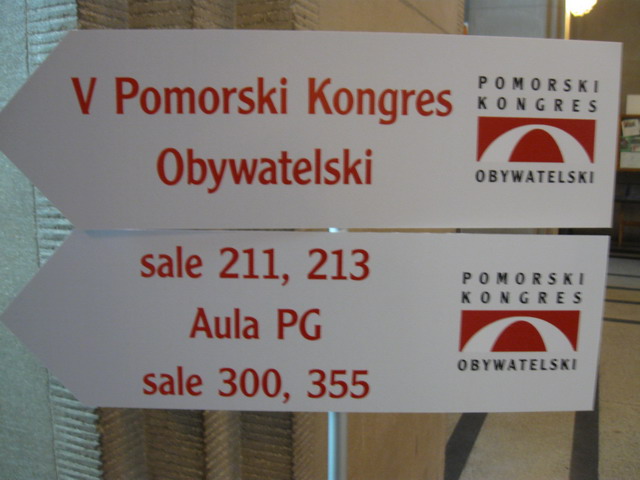 V Pomorski Kongres
Obywatelski
POMORSKI
KONGRES
OBYWATELSKI
sale 211, 213
Aula PG
sale 300, 355
POMORSKI
KONGRES
OBYWATELSKI